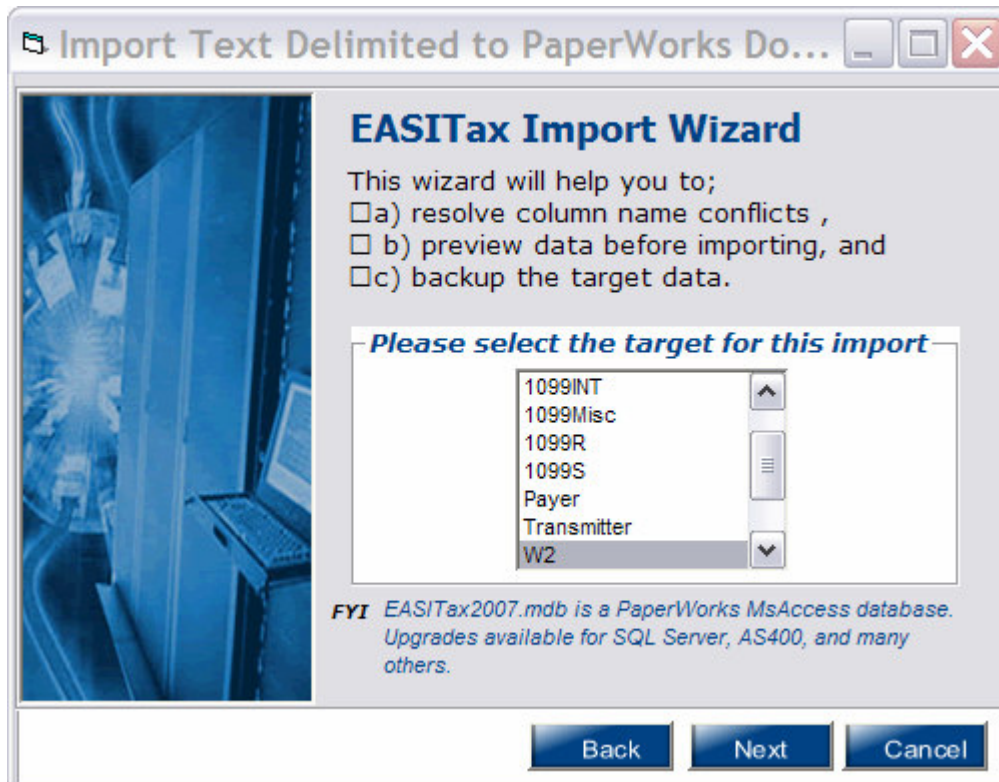 Import Text Delimited to PaperWorks Do...
EASITax Import Wizard
This wizard will help you to;
□a) resolve column name conflicts ,
□ b) preview data before importing, and
□c) backup the target data.
Please select the target for this import
1099INT
1099Misc
1099R
1099S
Payer
Transmitter
W2
FYI EASITax2007.mdb is a PaperWorks MsAccess database.
Upgrades available for SQL Server, AS400, and many
others.
Back Next Cancel